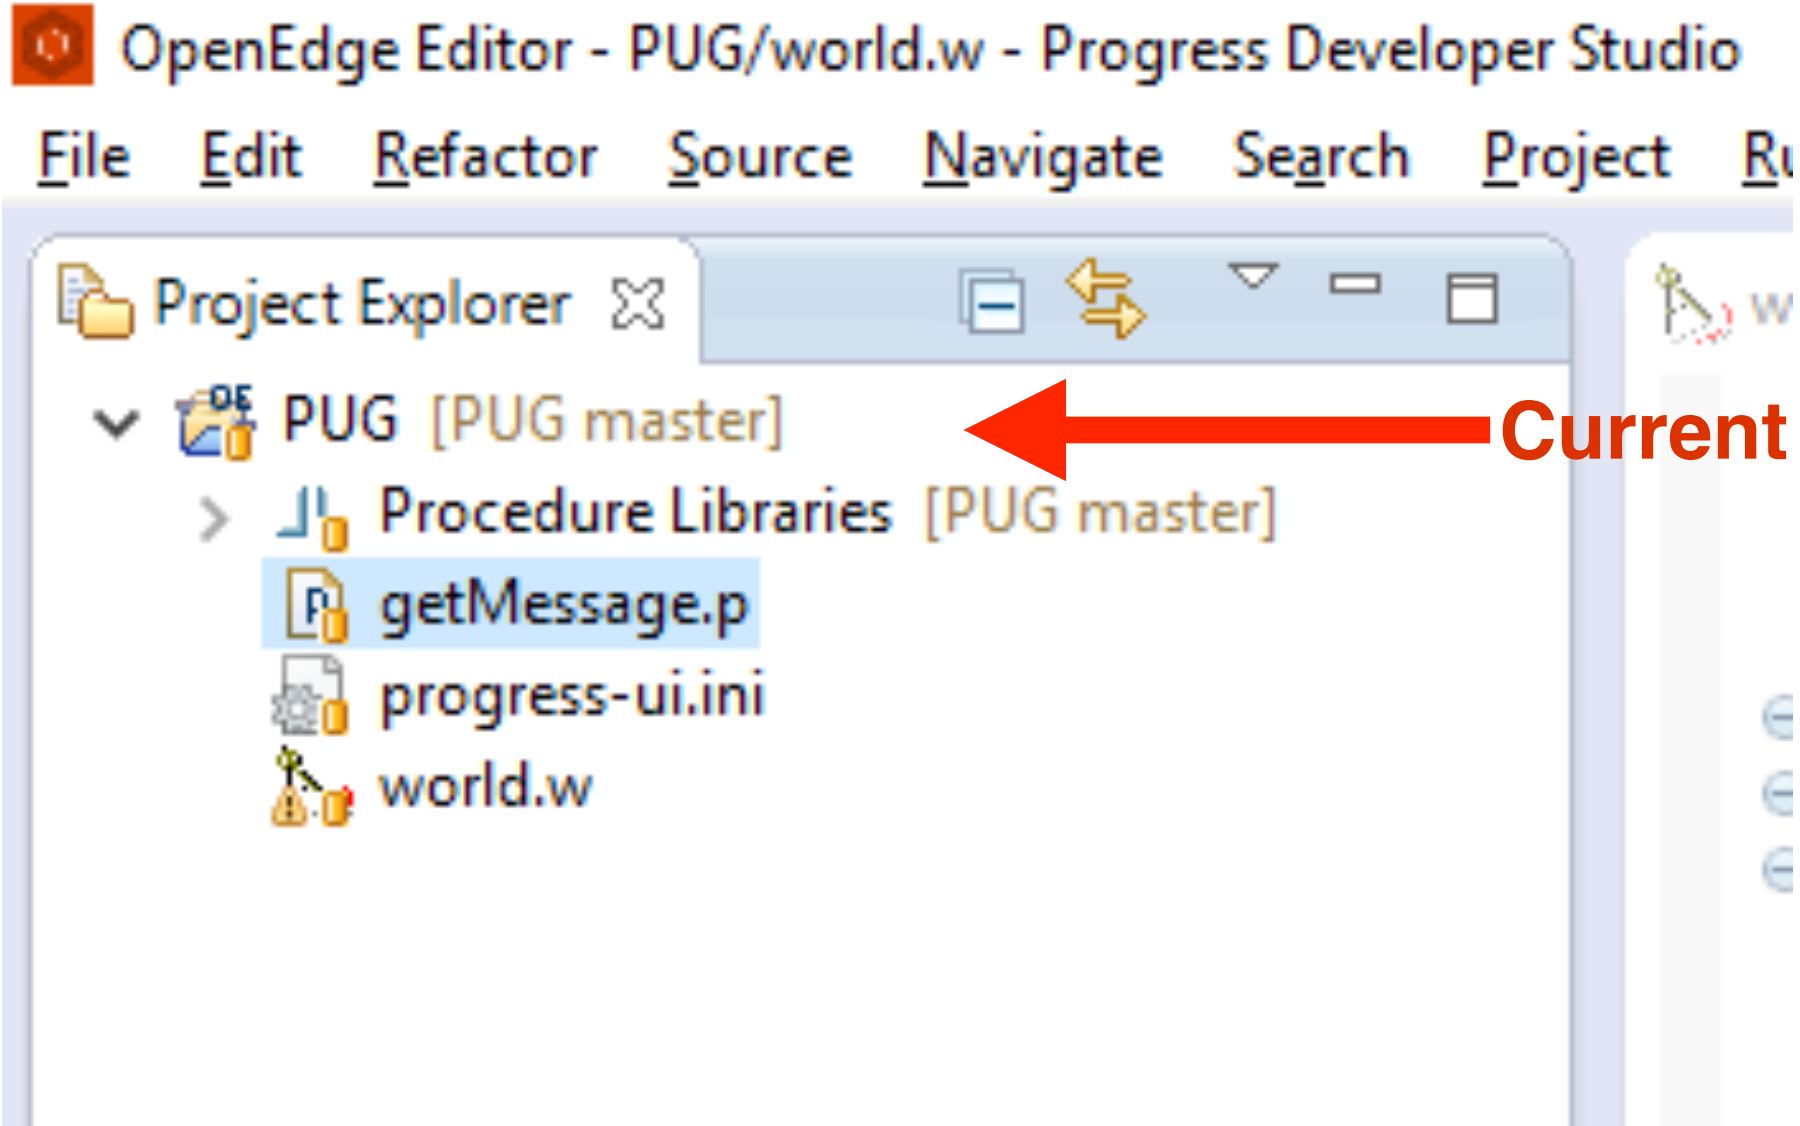 OpenEdge Editor - PUG/world.w - Progress Developer Studio
File Edit Refactor Source Navigate Search Project
Project Explorer
PUG [PUG master]
Current
Procedure Libraries [PUG master]
getMessage.p
progress-ui.ini
world.w